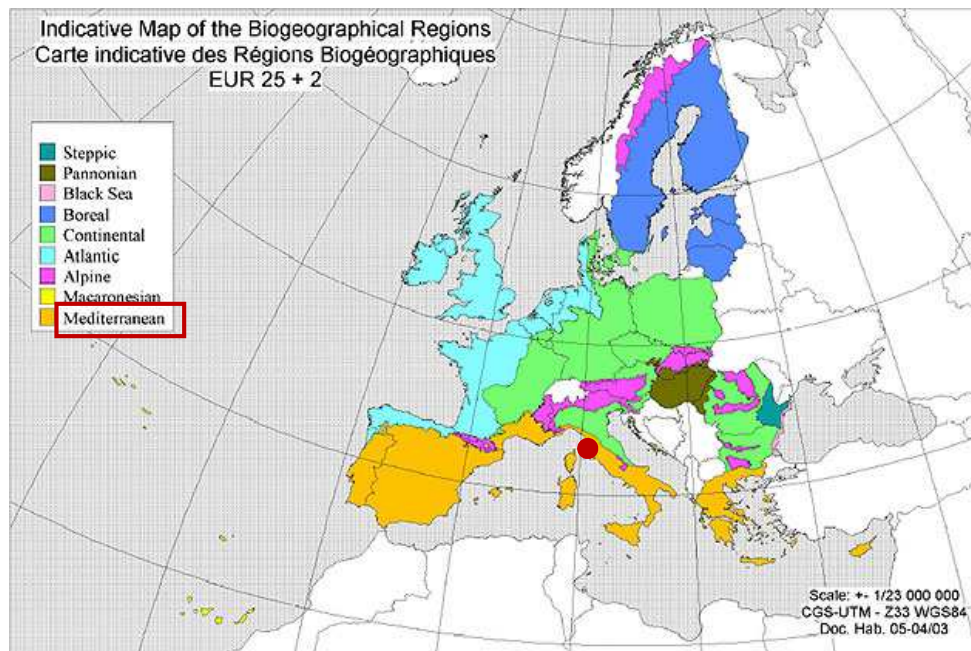 Indicative Map of the Biogeographical Regions
Carte indicative des Régions Biogéographiques
EUR 25 + 2
Steppic
Pannonian
Black Sea
Boreal
Continental
Atlantic
Alpine
Macaronesian
Mediterranean
Scale: +- 1/23 000 000
CGS-UTM - Z33 WGS84
Doc. Hab. 05-04/03